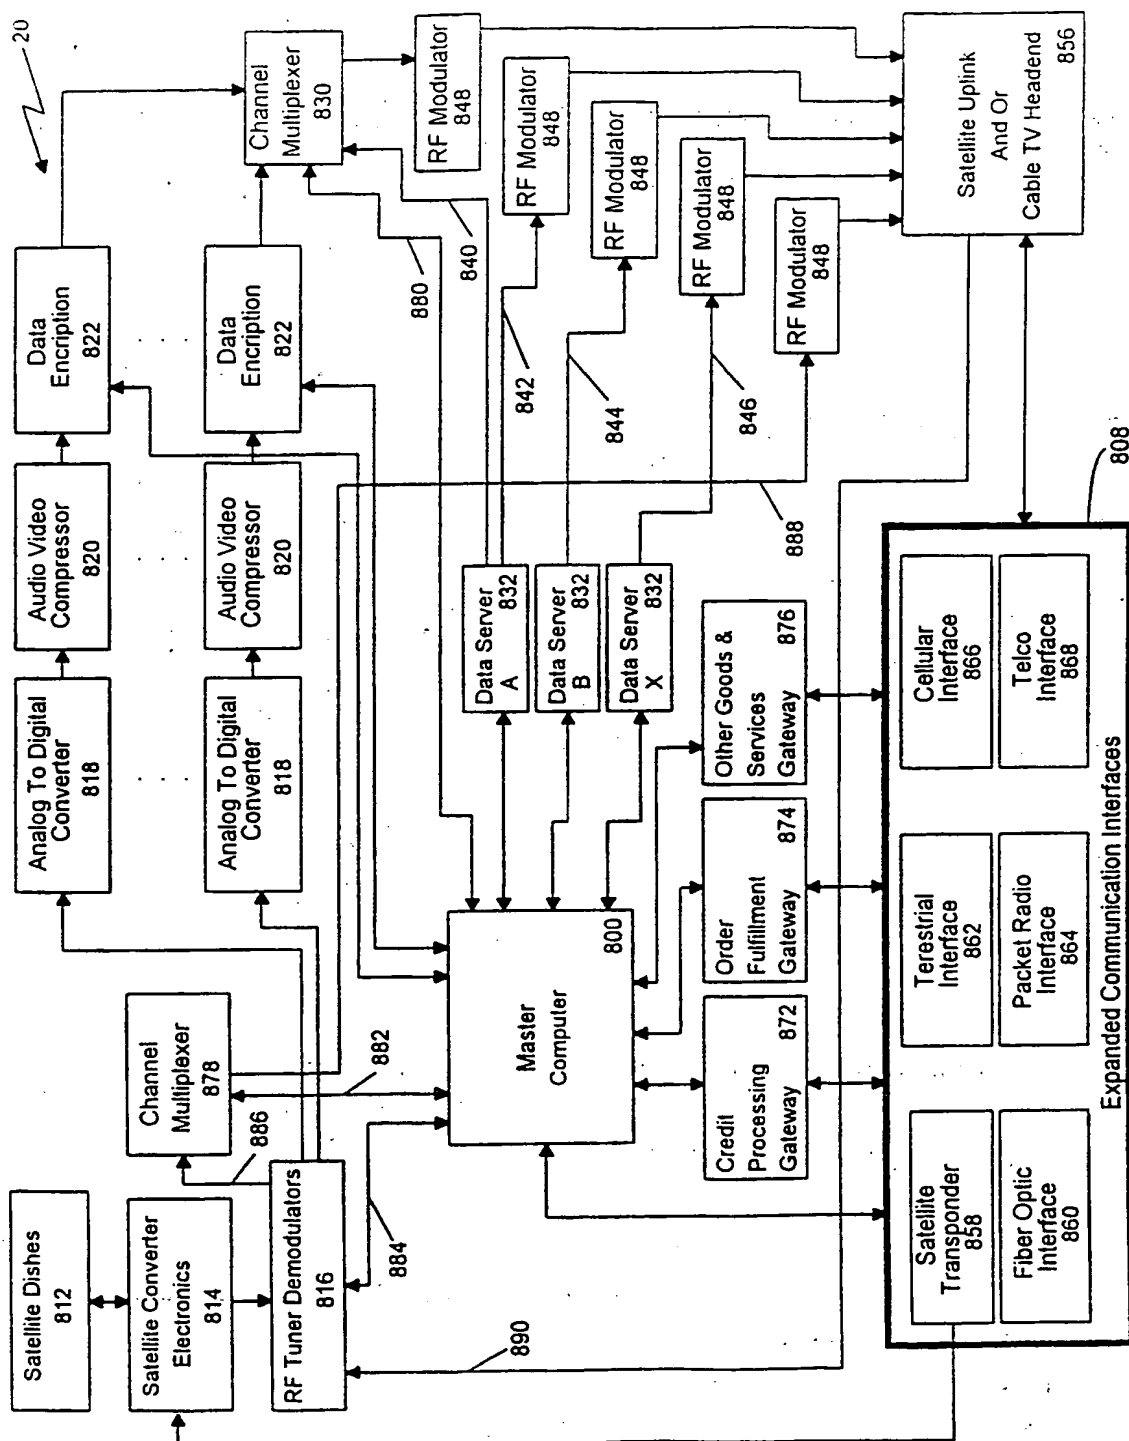 20
Satellite Dishes
812
Satellite Converter
Electronics
814
RF Tuner Demodulators
816
Channel
Multiplexer
878
886
882
884
890
Analog To Digital
Converter
818
Analog To Digital
Converter
818
Audio Video
Compressor
820
Audio Video
Compressor
820
Data
Encription
822
Data
Encription
822
Channel
Multiplexer
830
880
840
842
844
846
888
RF Modulator
848
RF Modulator
848
RF Modulator
848
RF Modulator
848
RF Modulator
848
Satellite Uplink
And Or
Cable TV Headend
856
Master
Computer
800
Data Server
A 832
Data Server
B 832
Data Server
X 832
Credit
Processing
Gateway 872
Order
Fulfillment
Gateway 874
Other Goods &
Services
Gateway 876
808
Satellite
Transponder
858
Fiber Optic
Interface
860
Terestrial
Interface
862
Packet Radio
Interface
864
Cellular
Interface
866
Telco
Interface
868
Expanded Communication Interfaces